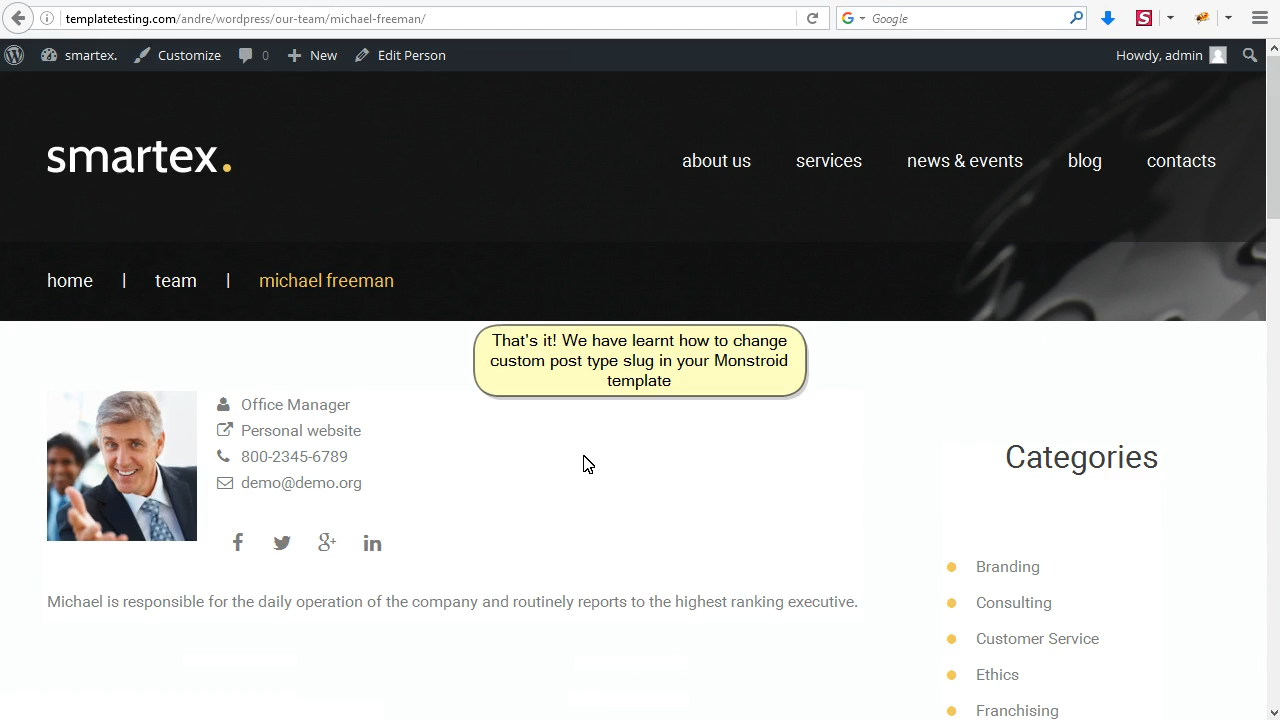 templatetesting.com/andre/wordpress/our-team/michael-freeman/
Google
smartex. Customize 0 New Edit Person Howdy, admin
smartex.
about us services news & events blog contacts
home | team | michael freeman
That's it! We have learnt how to change
custom post type slug in your Monstroid
template
Office Manager
Personal website
800-2345-6789
demo@demo.org
Michael is responsible for the daily operation of the company and routinely reports to the highest ranking executive.
Categories
Branding
Consulting
Customer Service
Ethics
Franchising